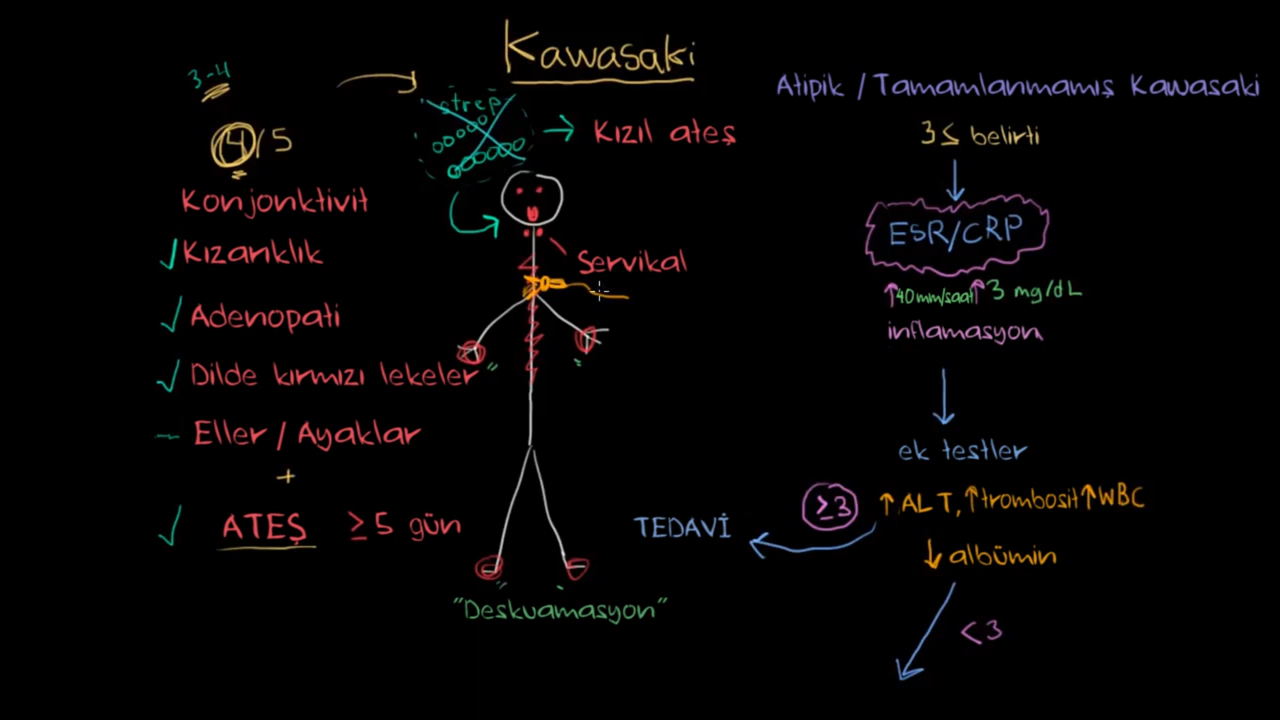 Kawasaki
3-4
4/5
Konjonktivit
Kızarıklık
Adenopati
Dilde kırmızı lekeler
Eller / Ayaklar
+
ATEŞ ≥5 gün
strep
Kızıl ateş
Servikal
"Deskuamasyon"
Atipik / Tamamlanmamış Kawasaki
3≤ belirti
ESR/CRP
↑40mm/saat ↑3 mg/dL
inflamasyon
ek testler
≥3 ↑ALT, ↑trombosit ↑WBC
↓albümin
TEDAVİ
<3